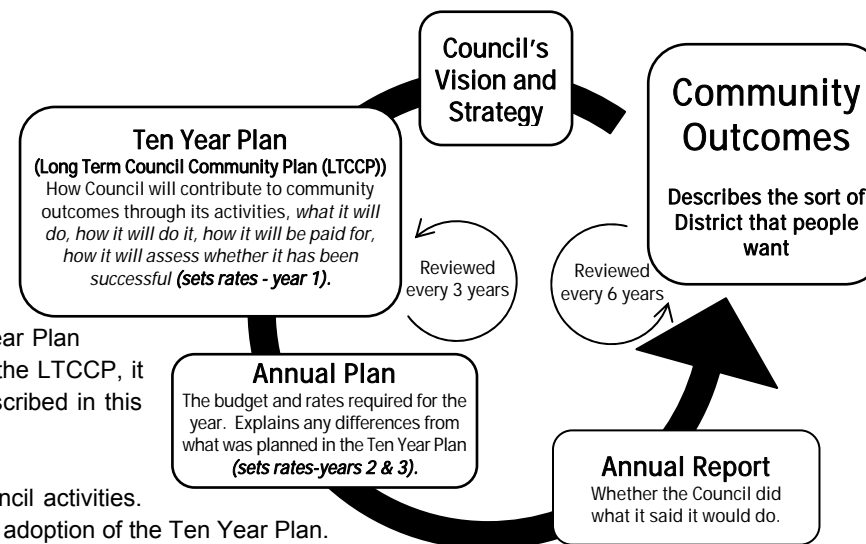 Council's
Vision and
Strategy
Community
Outcomes
Describes the sort of
District that people
want
Ten Year Plan
(Long Term Council Community Plan (LTCCP))
How Council will contribute to community
outcomes through its activities, what it will
do, how it will do it, how it will be paid for,
how it will assess whether it has been
successful (sets rates - year 1).
Reviewed
every 3 years
Reviewed
every 6 years
ear Plan
the LTCCP, it
scribed in this
Annual Plan
The budget and rates required for the
year. Explains any differences from
what was planned in the Ten Year Plan
(sets rates-years 2 & 3).
Annual Report
Whether the Council did
what it said it would do.
ncil activities.
adoption of the Ten Year Plan.